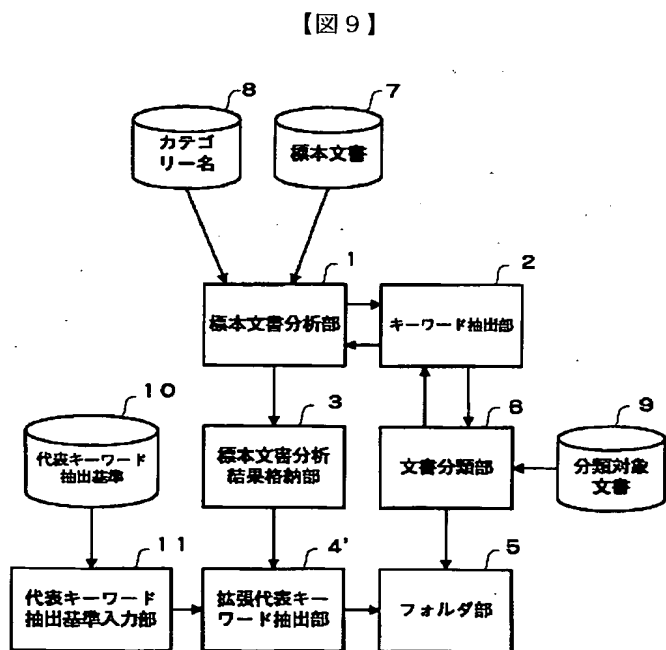 【図９】
8
7
カテゴ
リー名
標本文書
1
2
標本文書分析部
キーワード抽出部
10
3
6
9
代表キーワード
抽出基準
標本文書分析
結果格納部
文書分類部
分類対象
文書
11
4'
5
代表キーワード
抽出基準入力部
拡張代表キー
ワード抽出部
フォルダ部